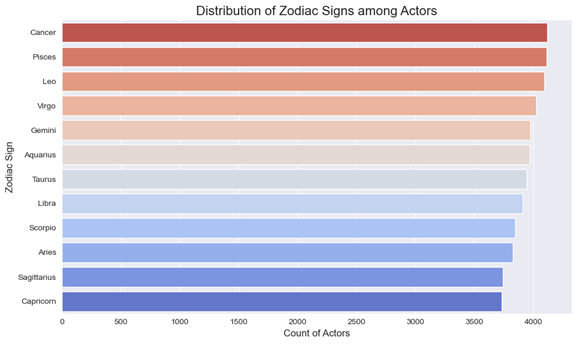 Distribution of Zodiac Signs among Actors
Cancer
Pisces
Leo
VIrgo
Gemini
Aquarius
Taurus
Libra
Scorpio
Aries
Sagittarius
Capricorn
Zodiac Sign
0 500 1000 1500 2000 2500 3000 3500 4000
Count of Actors